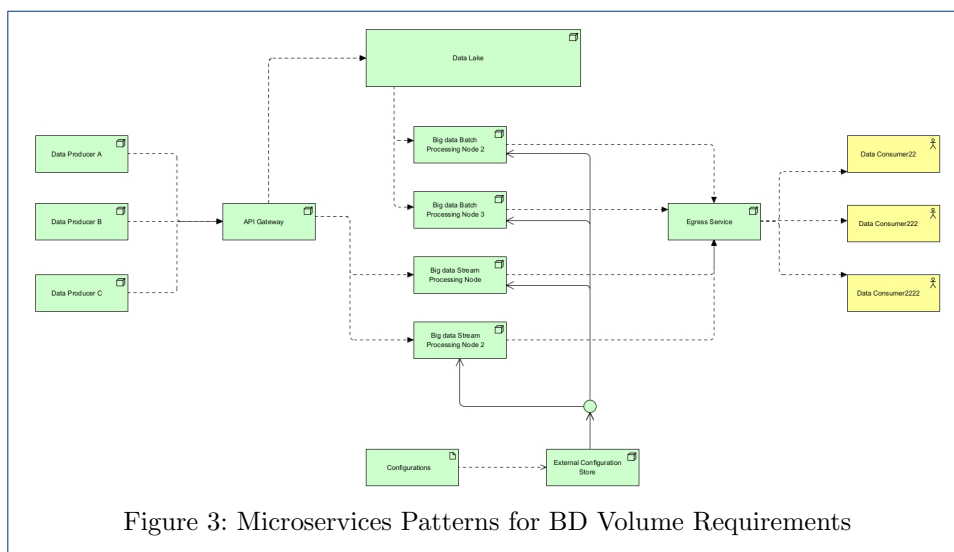 Data Lake
Big data Batch
Processing Node 2
Data Producer A
Data Consumer22
Big data Batch
Processing Node 3
Data Producer B
API Gateway
Egress Service
Data Consumer222
Big data Stream
Processing Node
Data Producer C
Data Consumer2222
Big data Stream
Processing Node 2
Configurations
External Configuration
Store
Figure 3: Microservices Patterns for BD Volume Requirements